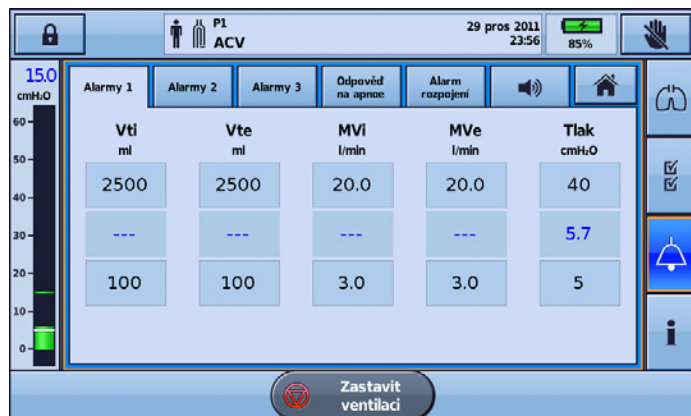 P1
ACV
29 pros 2011
23:56
85%
15.0
cmH₂O
60
50
40
30
20
10
0
Alarmy 1
Alarmy 2
Alarmy 3
Odpověď
na apnoe
Alarm
rozpojení
Vti
ml
Vte
ml
MVi
l/min
MVe
l/min
Tlak
cmH₂O
2500 2500 20.0 20.0 40
--- --- --- --- 5.7
100 100 3.0 3.0 5
i
Zastavit
ventilaci